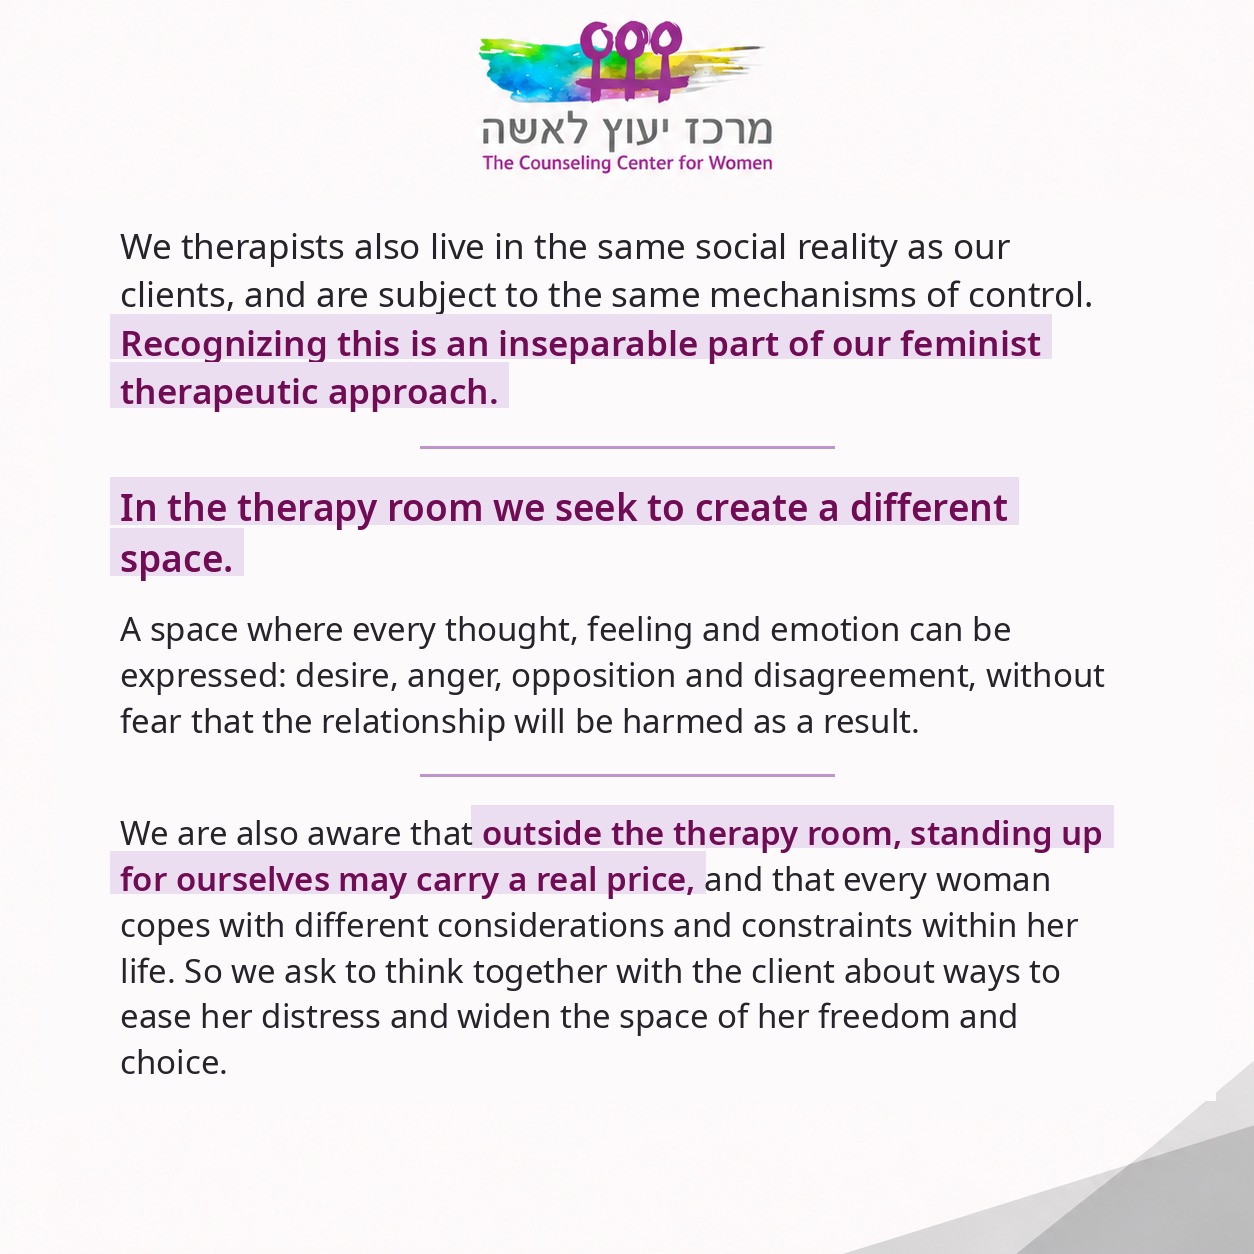 מרכז יעוץ לאשה
The Counseling Center for Women
We therapists also live in the same social reality as our
clients, and are subject to the same mechanisms of control.
Recognizing this is an inseparable part of our feminist
therapeutic approach.
In the therapy room we seek to create a different
space.
A space where every thought, feeling and emotion can be
expressed: desire, anger, opposition and disagreement, without
fear that the relationship will be harmed as a result.
We are also aware that outside the therapy room, standing up
for ourselves may carry a real price, and that every woman
copes with different considerations and constraints within her
life. So we ask to think together with the client about ways to
ease her distress and widen the space of her freedom and
choice.